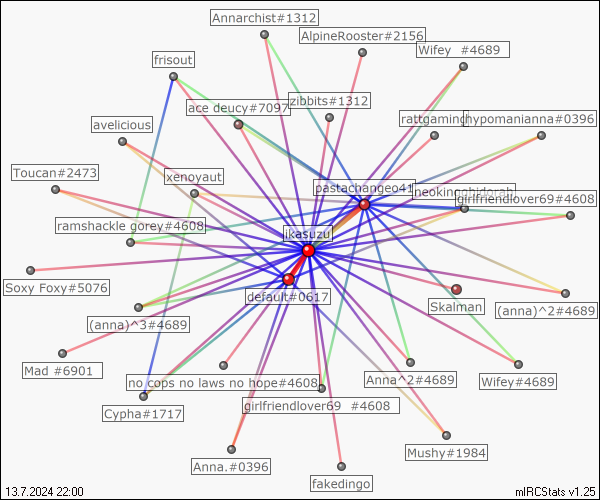 Annarchist#1312
AlpineRooster#2156
Wifey #4689
frisout
zibbits#1312
ace deucy#7097
rattgaming
hypomanianna#0396
avelicious
Toucan#2473
xenoyaut
pastachangeo41
girlfriendlover69#4608
ramshackle gorey#4608
ikasuzu
Soxy Foxy#5076
default#0617
Skalman
(anna)^2#4689
(anna)^3#4689
Mad #6901
no cops no laws no hope#4608
Anna^2#4689
Wifey#4689
Cypha#1717
girlfriendlover69 #4608
Mushy#1984
Anna.#0396
fakedingo
13.7.2024 22:00
mIRCStats v1.25